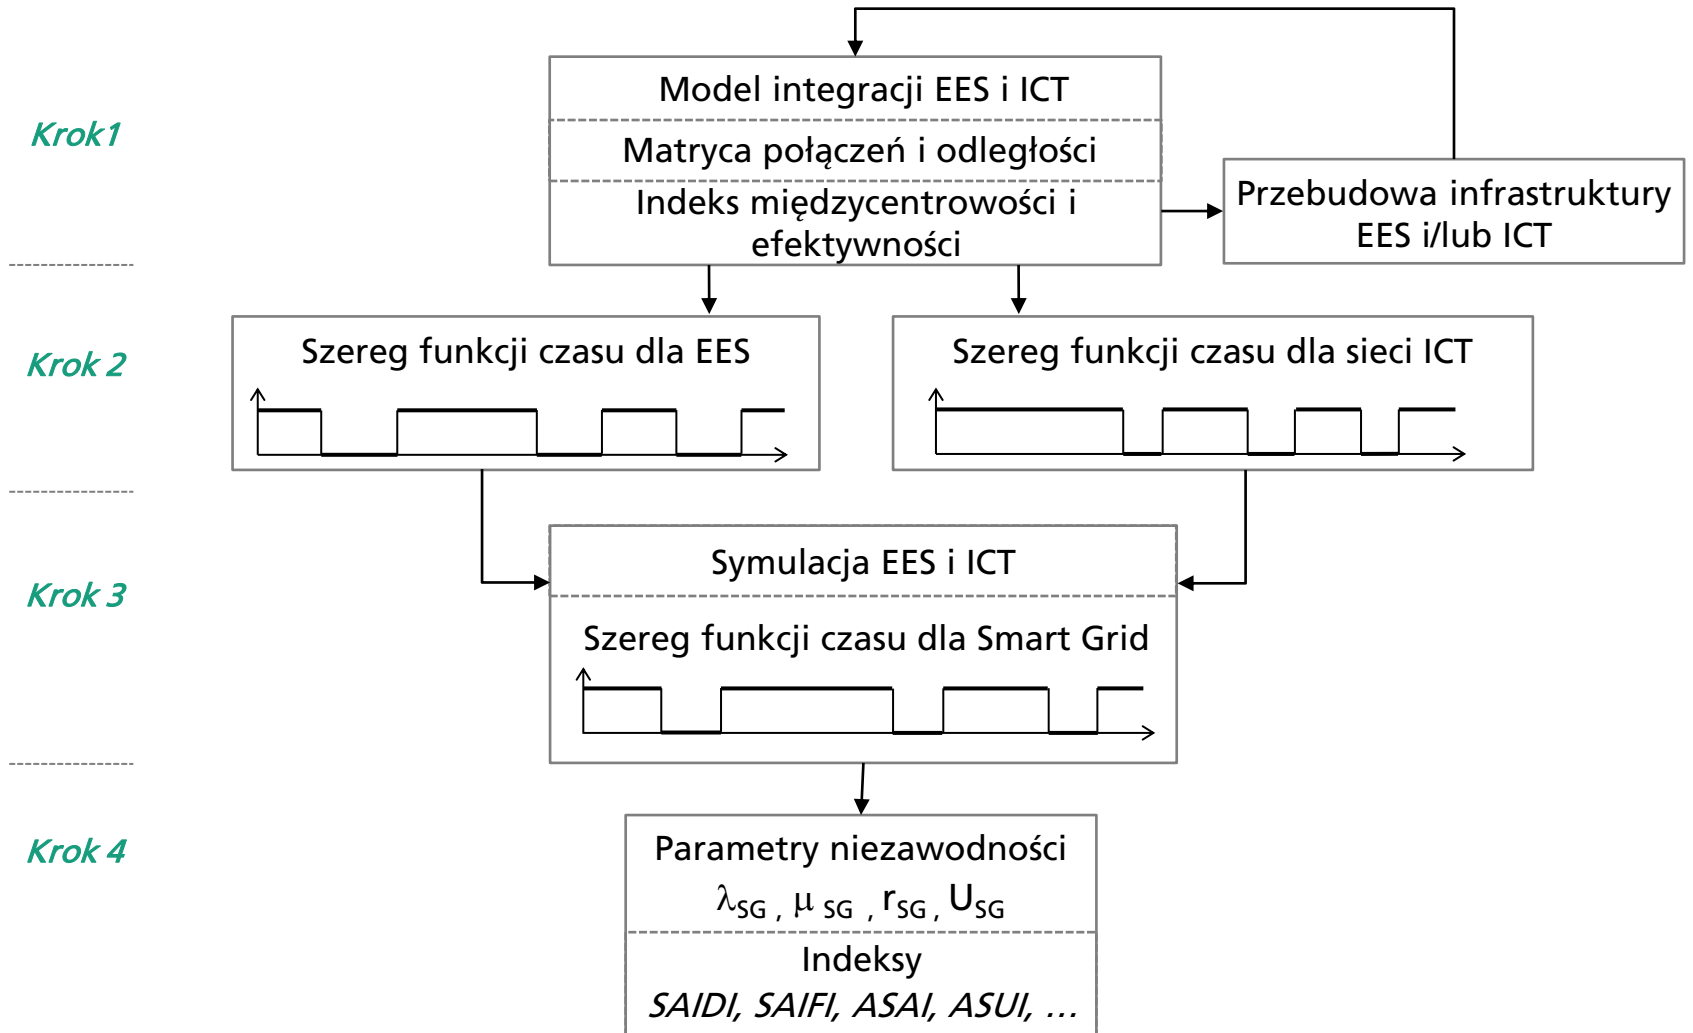 Krok1
Model integracji EES i ICT
Matryca połączeń i odległości
Indeks międzycentrowości i
efektywności
Przebudowa infrastruktury
EES i/lub ICT
Krok 2
Szereg funkcji czasu dla EES
Szereg funkcji czasu dla sieci ICT
Krok 3
Symulacja EES i ICT
Szereg funkcji czasu dla Smart Grid
Krok 4
Parametry niezawodności
λSG , μ SG , rSG, USG
Indeksy
SAIDI, SAIFI, ASAI, ASUI, ...